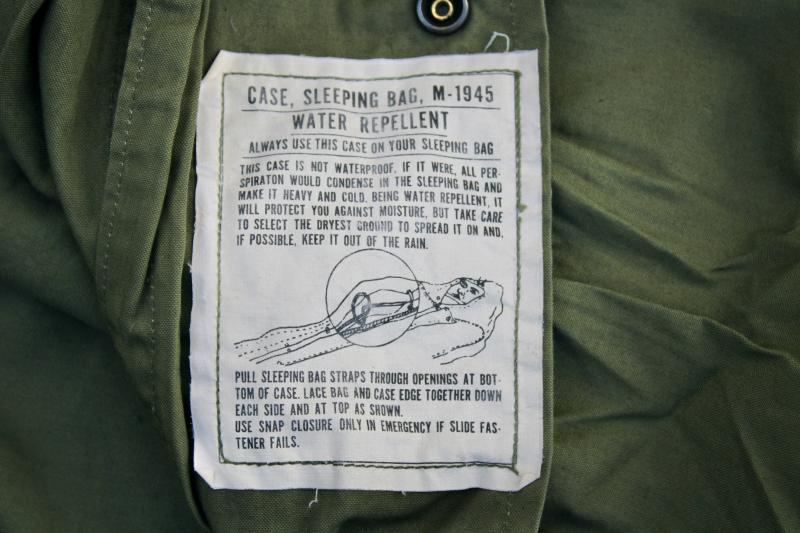 CASE, SLEEPING BAG, M-1945
WATER REPELLENT
ALWAYS USE THIS CASE ON YOUR SLEEPING BAG
THIS CASE IS NOT WATERPROOF. IF IT WERE, ALL PER-
SPIRATON WOULD CONDENSE IN THE SLEEPING BAG AND
MAKE IT HEAVY AND COLD. BEING WATER REPELLENT, IT
WILL PROTECT YOU AGAINST MOISTURE, BUT TAKE CARE
TO SELECT THE DRYEST GROUND TO SPREAD IT ON AND,
IF POSSIBLE, KEEP IT OUT OF THE RAIN.
PULL SLEEPING BAG STRAPS THROUGH OPENINGS AT BOT-
TOM OF CASE. LACE BAG AND CASE EDGE TOGETHER DOWN
EACH SIDE AND AT TOP AS SHOWN.
USE SNAP CLOSURE ONLY IN EMERGENCY IF SLIDE FAS-
TENER FAILS.